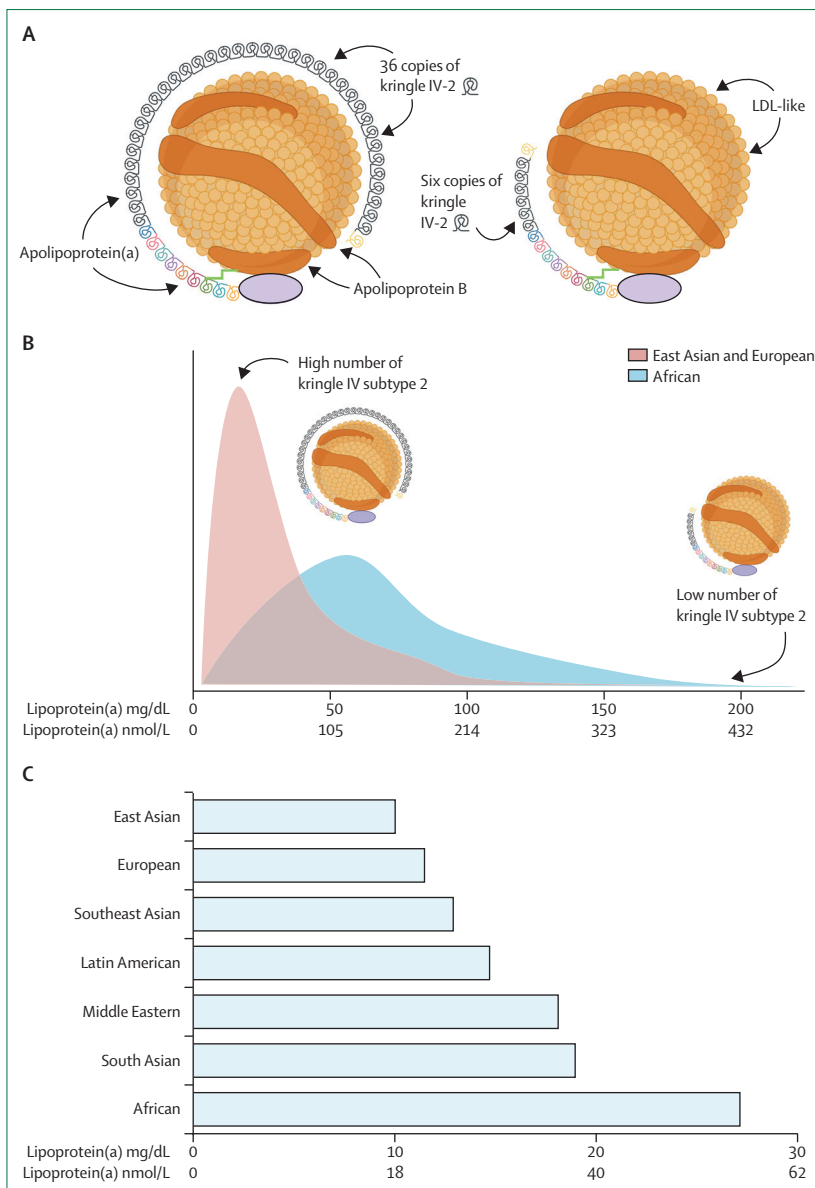 A
36 copies of
kringle IV-2
LDL-like
Six copies of
kringle
IV-2
Apolipoprotein(a)
Apolipoprotein B
B
0
High number of
kringle IV subtype 2
East Asian and European
African
Low number of
kringle IV subtype 2
Lipoprotein(a) mg/dL 0 50 100 150 200
Lipoprotein(a) nmol/L 0 105 214 323 432
C
East Asian
European
Southeast Asian
Latin American
Middle Eastern
South Asian
African
Lipoprotein(a) mg/dL 0 10 20 30
Lipoprotein(a) nmol/L 0 18 40 62